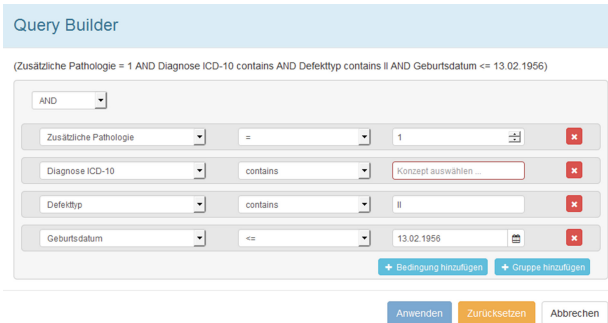 Query Builder
(Zusätzliche Pathologie = 1 AND Diagnose ICD-10 contains AND Defekttyp contains II AND Geburtsdatum <= 13.02.1956)
AND
Zusätzliche Pathologie = 1
Diagnose ICD-10 contains Konzept auswählen ...
Defekttyp contains II
Geburtsdatum <= 13.02.1956
+ Bedingung hinzufügen + Gruppe hinzufügen
Anwenden Zurücksetzen Abbrechen